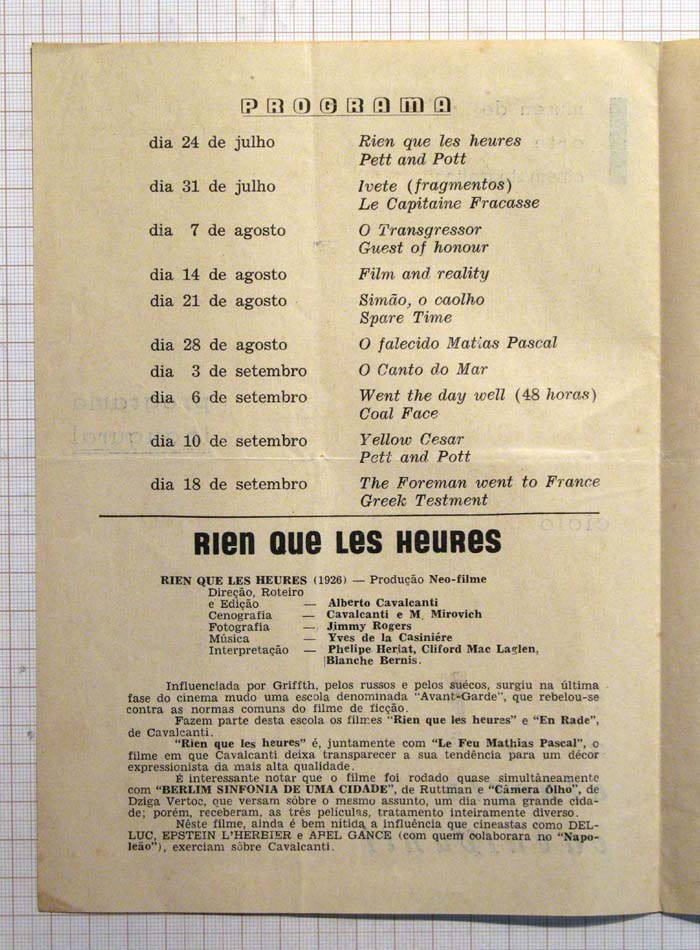 PROGRAMA
dia 24 de julho Rien que les heures
Pett and Pott
dia 31 de julho Ivete (fragmentos)
Le Capitaine Fracasse
dia 7 de agosto O Transgressor
Guest of honour
dia 14 de agosto Film and reality
dia 21 de agosto Simão, o caolho
Spare Time
dia 28 de agosto O falecido Matias Pascal
dia 3 de setembro O Canto do Mar
dia 6 de setembro Went the day well (48 horas)
Coal Face
dia 10 de setembro Yellow Cesar
Pett and Pott
dia 18 de setembro The Foreman went to France
Greek Testment
RIEN QUE LES HEURES
RIEN QUE LES HEURES (1926) — Produção Neo-filme
Direção, Roteiro
e Edição — Alberto Cavalcanti
Cenografia — Cavalcanti e M. Mirovich
Fotografia — Jimmy Rogers
Música — Yves de la Casiniére
Interpretação — Phelipe Heriat, Cliford Mac Laglen,
Blanche Bernis.
Influenciada por Griffth, pelos russos e pelos suécos, surgiu na última
fase do cinema mudo uma escola denominada "Avant-Garde", que rebelou-se
contra as normas comuns do filme de ficção.
Fazem parte desta escola os filmes "Rien que les heures" e "En Rade",
de Cavalcanti.
"Rien que les heures" é, juntamente com "Le Feu Mathias Pascal", o
filme em que Cavalcanti deixa transparecer a sua tendência para um décor
expressionista da mais alta qualidade.
É interessante notar que o filme foi rodado quase simultâneamente
com "BERLIM SINFONIA DE UMA CIDADE", de Ruttman e "Câmera ôlho", de
Dziga Vertoc, que versam sôbre o mesmo assunto, um dia numa grande cida-
de; porém, receberam, as três películas, tratamento inteiramente diverso.
Nêste filme, ainda é bem nítida a influência que cineastas como DEL-
LUC, EPSTEIN L'HERBIER e ABEL GANCE (com quem colaborara no "Napo-
leão"), exerciam sôbre Cavalcanti.